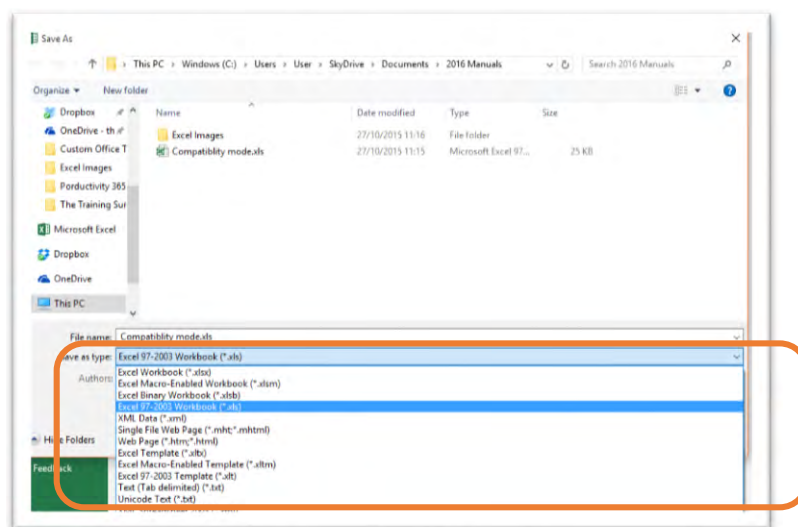 Save As
This PC › Windows (C:) › Users › User › SkyDrive › Documents › 2016 Manuals
Search 2016 Manuals
Organize
New folder
Name
Date modified
Type
Size
Dropbox
OneDrive - th
Custom Office T
Excel Images
Porductivity 365
The Training Sur
Microsoft Excel
Dropbox
OneDrive
This PC
Excel Images
27/10/2015 11:16
File folder
Compatiblity mode.xls
27/10/2015 11:15
Microsoft Excel 97...
25 KB
File name: Compatiblity mode.xls
ave as type: Excel 97-2003 Workbook (*.xls)
Authors:
Excel Workbook (*.xlsx)
Excel Macro-Enabled Workbook (*.xlsm)
Excel Binary Workbook (*.xlsb)
Excel 97-2003 Workbook (*.xls)
XML Data (*.xml)
Single File Web Page (*.mht;*.mhtml)
Web Page (*.htm;*.html)
Excel Template (*.xltx)
Excel Macro-Enabled Template (*.xltm)
Excel 97-2003 Template (*.xlt)
Text (Tab delimited) (*.txt)
Unicode Text (*.txt)
Hide Folders
Feedback